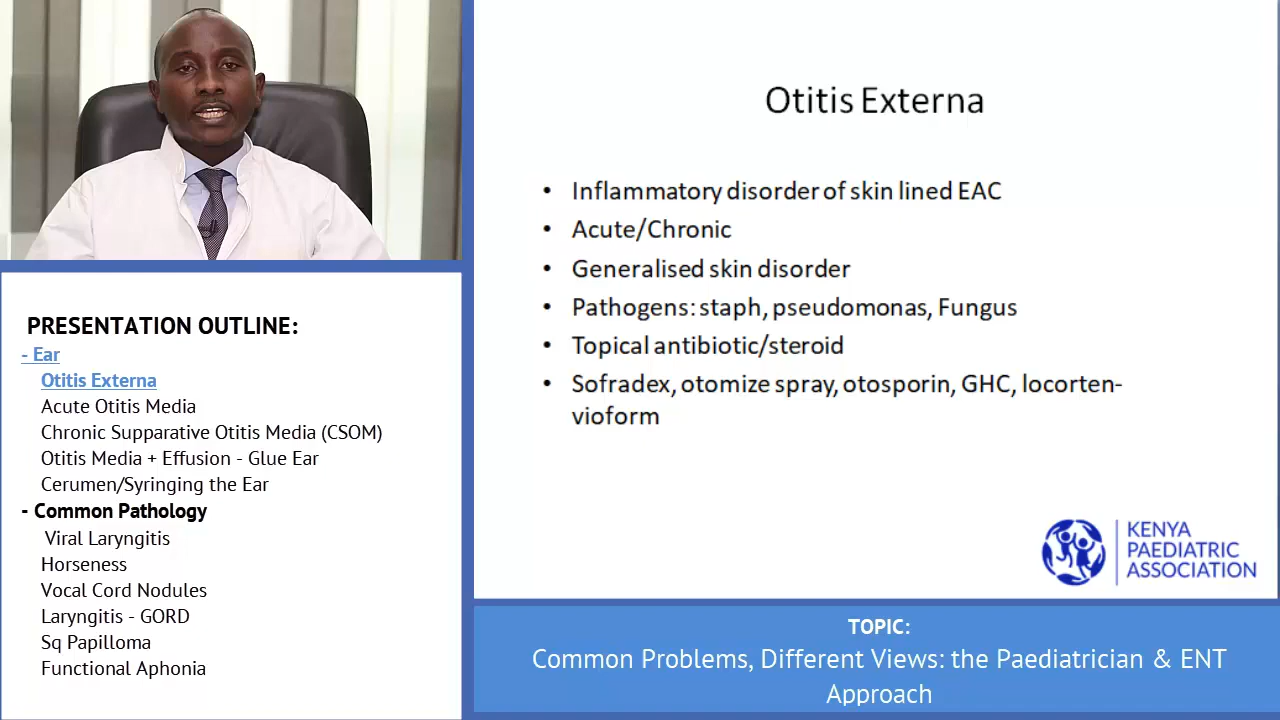 Otitis Externa
• Inflammatory disorder of skin lined EAC
• Acute/Chronic
• Generalised skin disorder
• Pathogens: staph, pseudomonas, Fungus
• Topical antibiotic/steroid
• Sofradex, otomize spray, otosporin, GHC, locorten-
vioform
KENYA
PAEDIATRIC
ASSOCIATION
PRESENTATION OUTLINE:
- Ear
Otitis Externa
Acute Otitis Media
Chronic Supparative Otitis Media (CSOM)
Otitis Media + Effusion - Glue Ear
Cerumen/Syringing the Ear
- Common Pathology
Viral Laryngitis
Horseness
Vocal Cord Nodules
Laryngitis - GORD
Sq Papilloma
Functional Aphonia
TOPIC:
Common Problems, Different Views: the Paediatrician & ENT
Approach